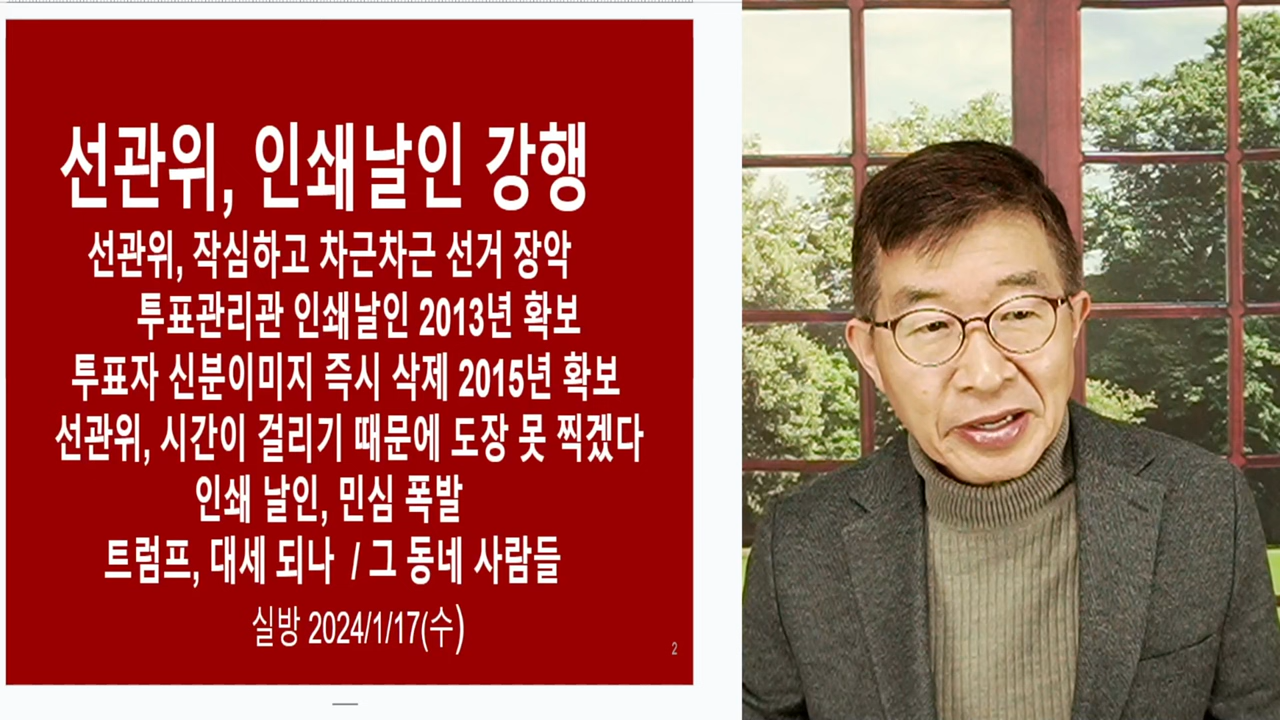 선관위, 인쇄날인 강행
선관위, 작심하고 차근차근 선거 장악
투표관리관 인쇄날인 2013년 확보
투표자 신분이미지 즉시 삭제 2015년 확보
선관위, 시간이 걸리기 때문에 도장 못 찍겠다
인쇄 날인, 민심 폭발
트럼프, 대세 되나 / 그 동네 사람들
실방 2024/1/17(수)
2